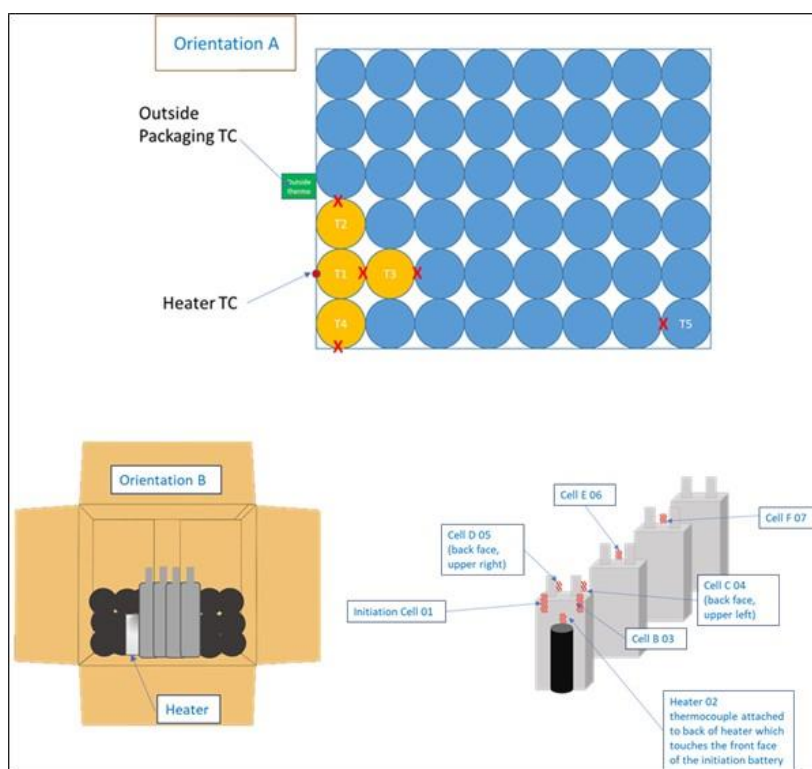 Orientation A
Outside
Packaging TC
Outside
thermo
X
T2
Heater TC
T1
X
T3
X
T4
X
X
T5
Orientation B
Heater
Cell E 06
Cell D 05
(back face,
upper right)
Cell F 07
Initiation Cell 01
Cell C 04
(back face,
upper left)
Cell B 03
Heater 02
thermocouple attached
to back of heater which
touches the front face
of the initiation battery